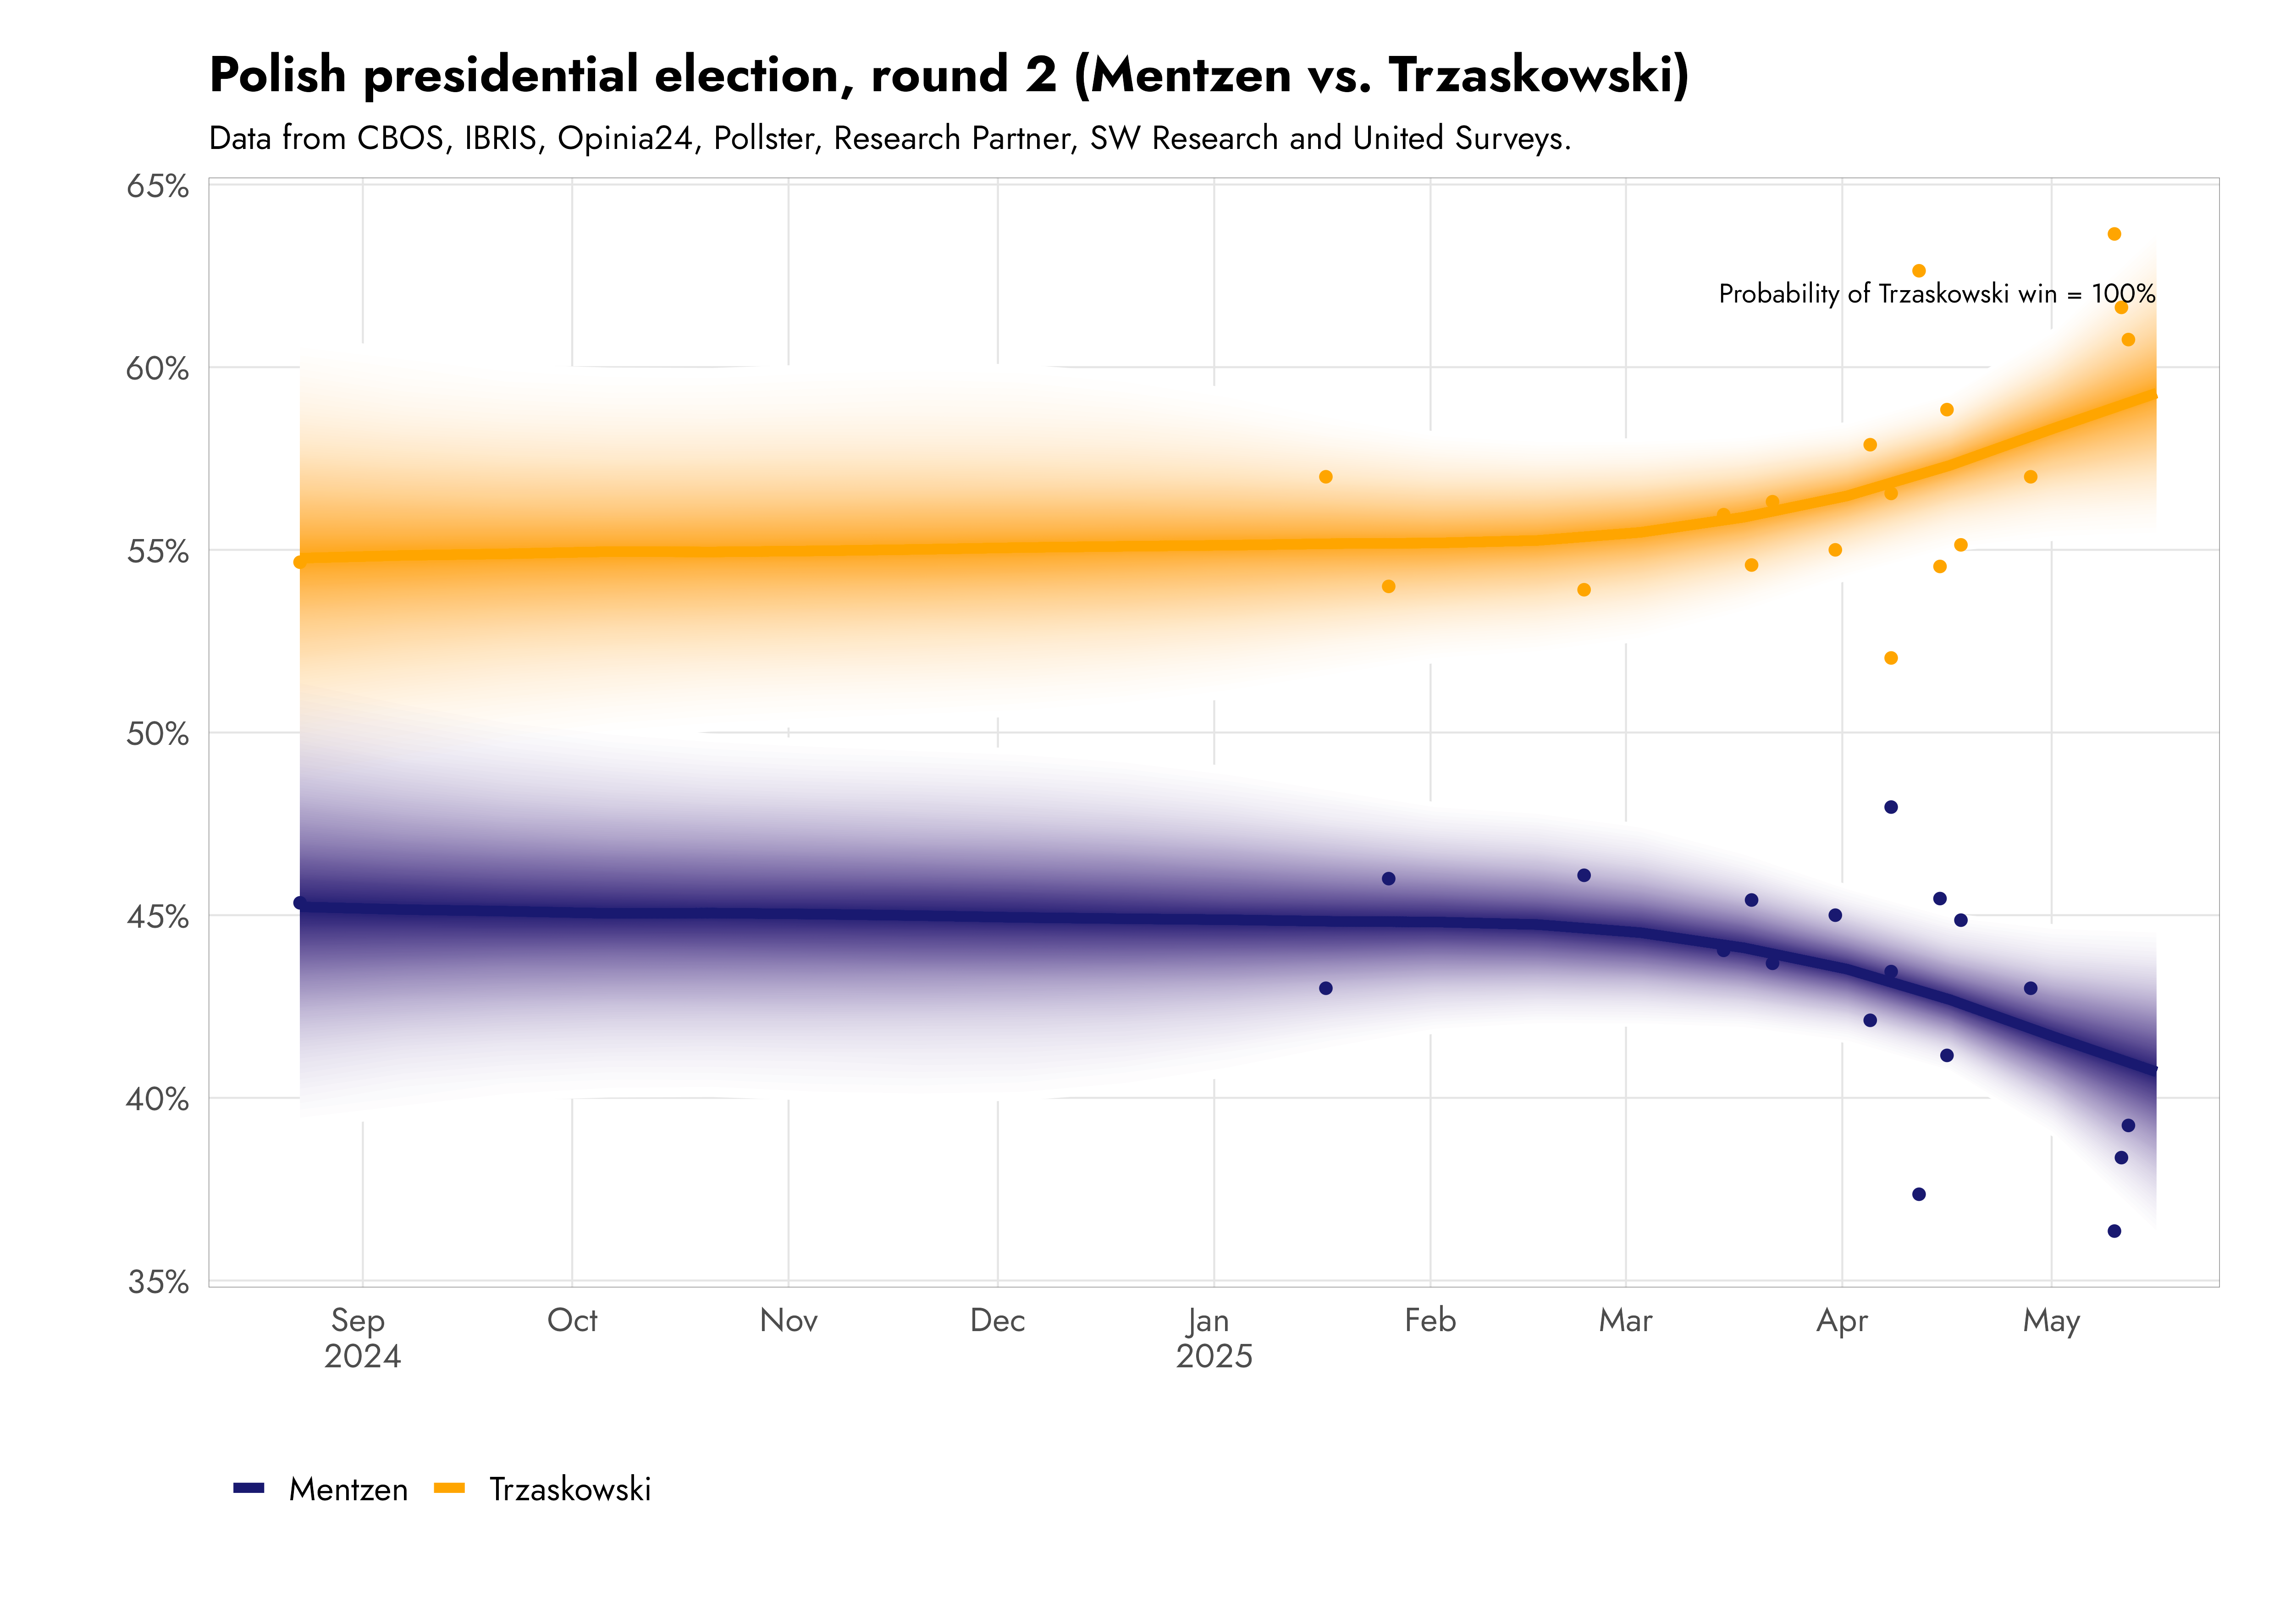 Polish presidential election, round 2 (Mentzen vs. Trzaskowski)
Data from CBOS, IBRIS, Opinia24, Pollster, Research Partner, SW Research and United Surveys.
65%
Probability of Trzaskowski win = 100%
60%
55%
50%
45%
40%
35%
Sep Oct Nov Dec Jan Feb Mar Apr May
2024 2025
Mentzen Trzaskowski